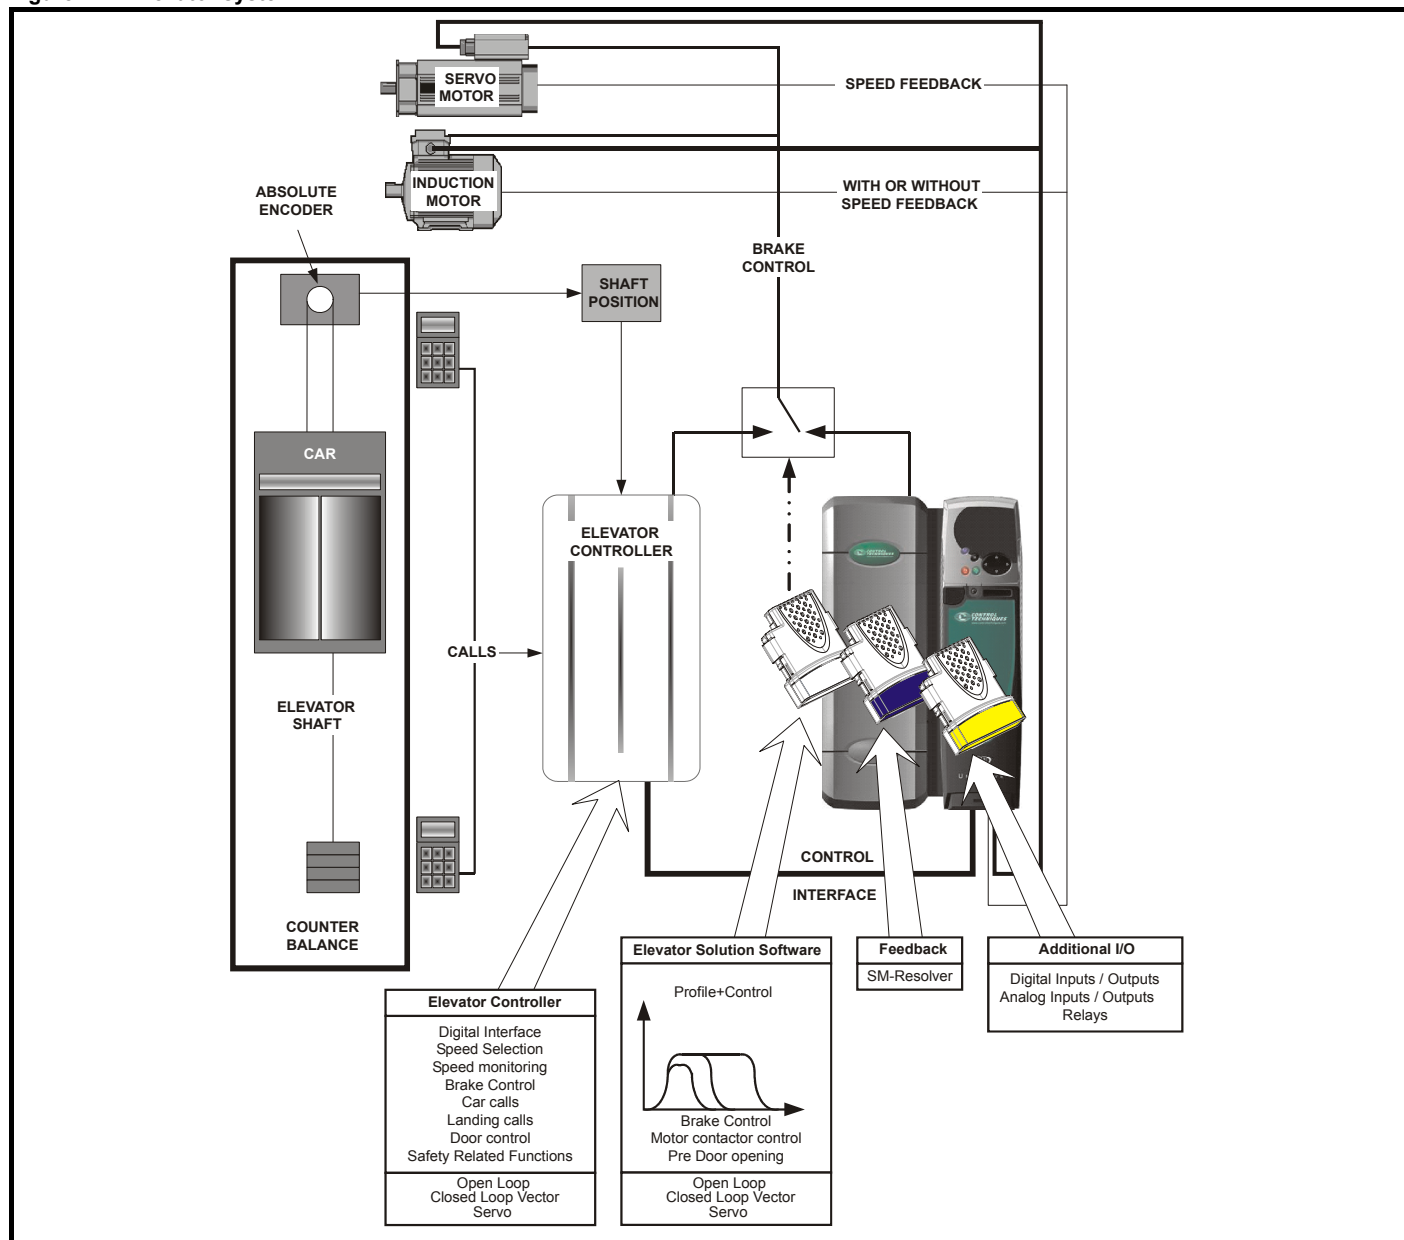 SERVO
MOTOR
SPEED FEEDBACK
INDUCTION
MOTOR
WITH OR WITHOUT
SPEED FEEDBACK
ABSOLUTE
ENCODER
BRAKE
CONTROL
SHAFT
POSITION
CAR
ELEVATOR
CONTROLLER
CONTROL
TECHNIQUES
CONTROL
TECHNIQUES
CALLS
ELEVATOR
SHAFT
CONTROL
INTERFACE
COUNTER
BALANCE
Elevator Controller
Digital Interface
Speed Selection
Speed monitoring
Brake Control
Car calls
Landing calls
Door control
Safety Related Functions
Open Loop
Closed Loop Vector
Servo
Elevator Solution Software
Profile+Control
Brake Control
Motor contactor control
Pre Door opening
Open Loop
Closed Loop Vector
Servo
Feedback
SM-Resolver
Additional I/O
Digital Inputs / Outputs
Analog Inputs / Outputs
Relays